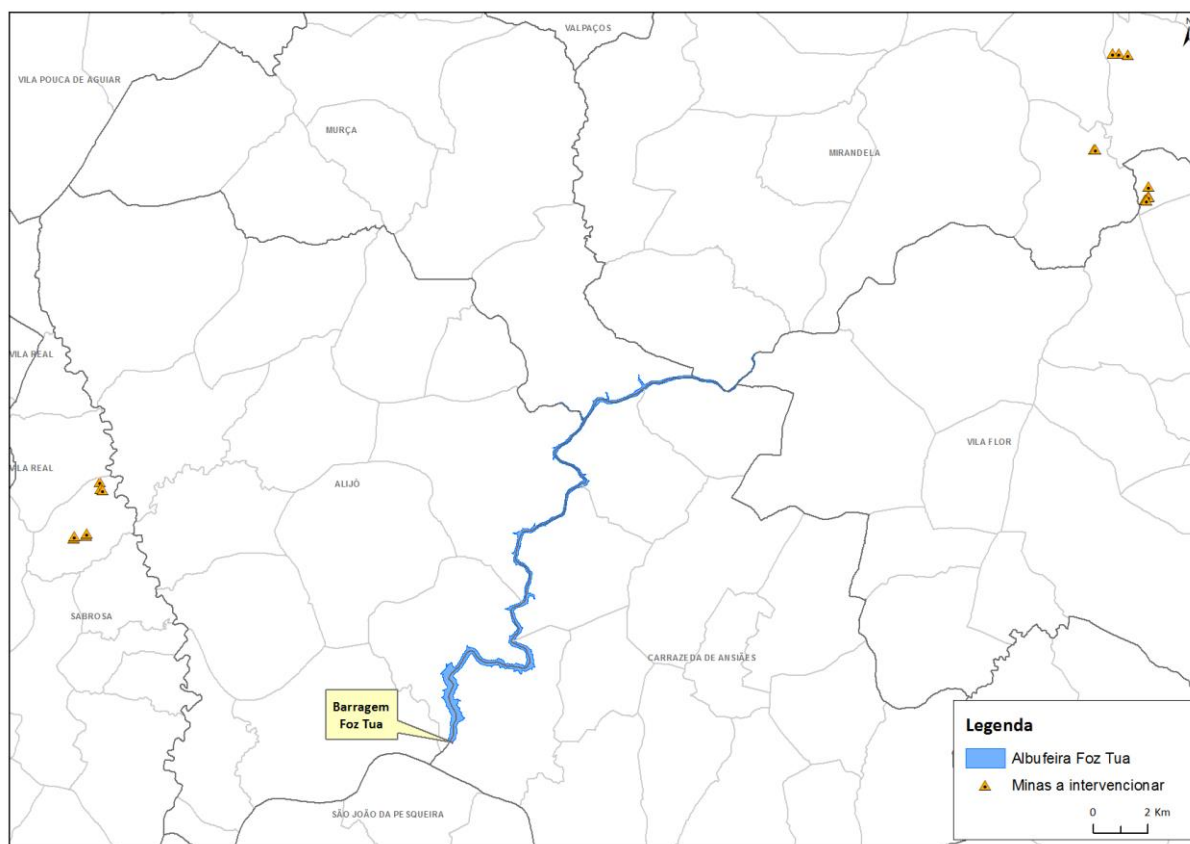 VALPAÇOS
N
VILA POUCA DE AGUIAR
MURÇA
MIRANDELA
VILA REAL
VILA FLOR
VILA REAL
ALIJÓ
SABROSA
CARRAZEDA DE ANSIÃES
Barragem
Foz Tua
SÃO JOÃO DA PESQUEIRA
Legenda
Albufeira Foz Tua
Minas a intervencionar
0 2 Km